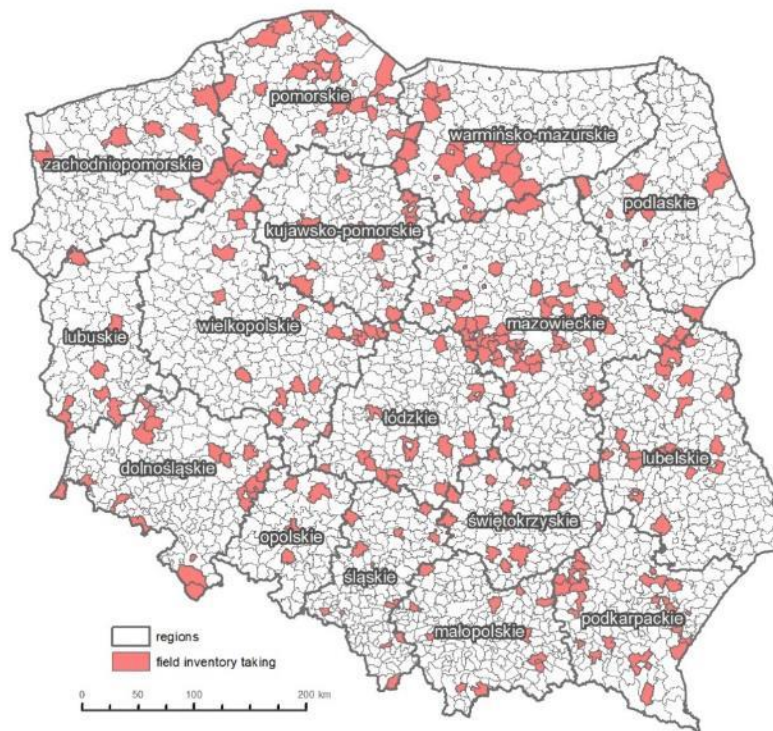 pomorskie
warmińsko-mazurskie
zachodniopomorskie
podlaskie
kujawsko-pomorskie
mazowieckie
wielkopolskie
lubuskie
łódzkie
lubelskie
dolnośląskie
świętokrzyskie
opolskie
śląskie
podkarpackie
małopolskie
regions
field inventory taking
0 50 100 200 km